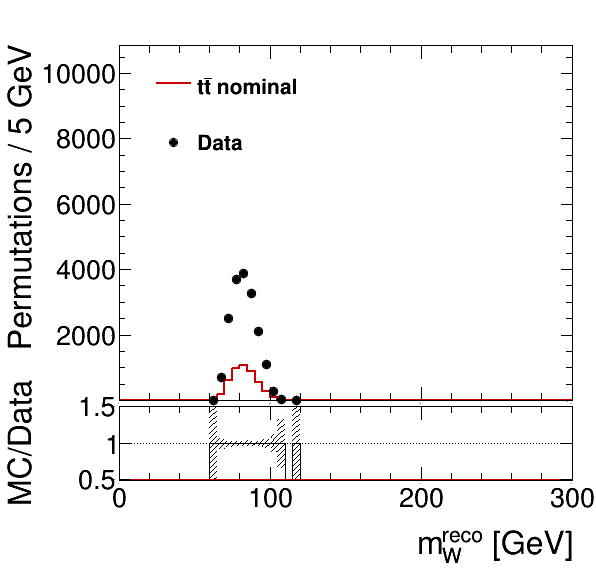 Permutations / 5 GeV
10000
8000
6000
4000
2000
tt̄ nominal
Data
MC/Data
1.5
1
0.5
0 100 200 300
m_W^reco [GeV]